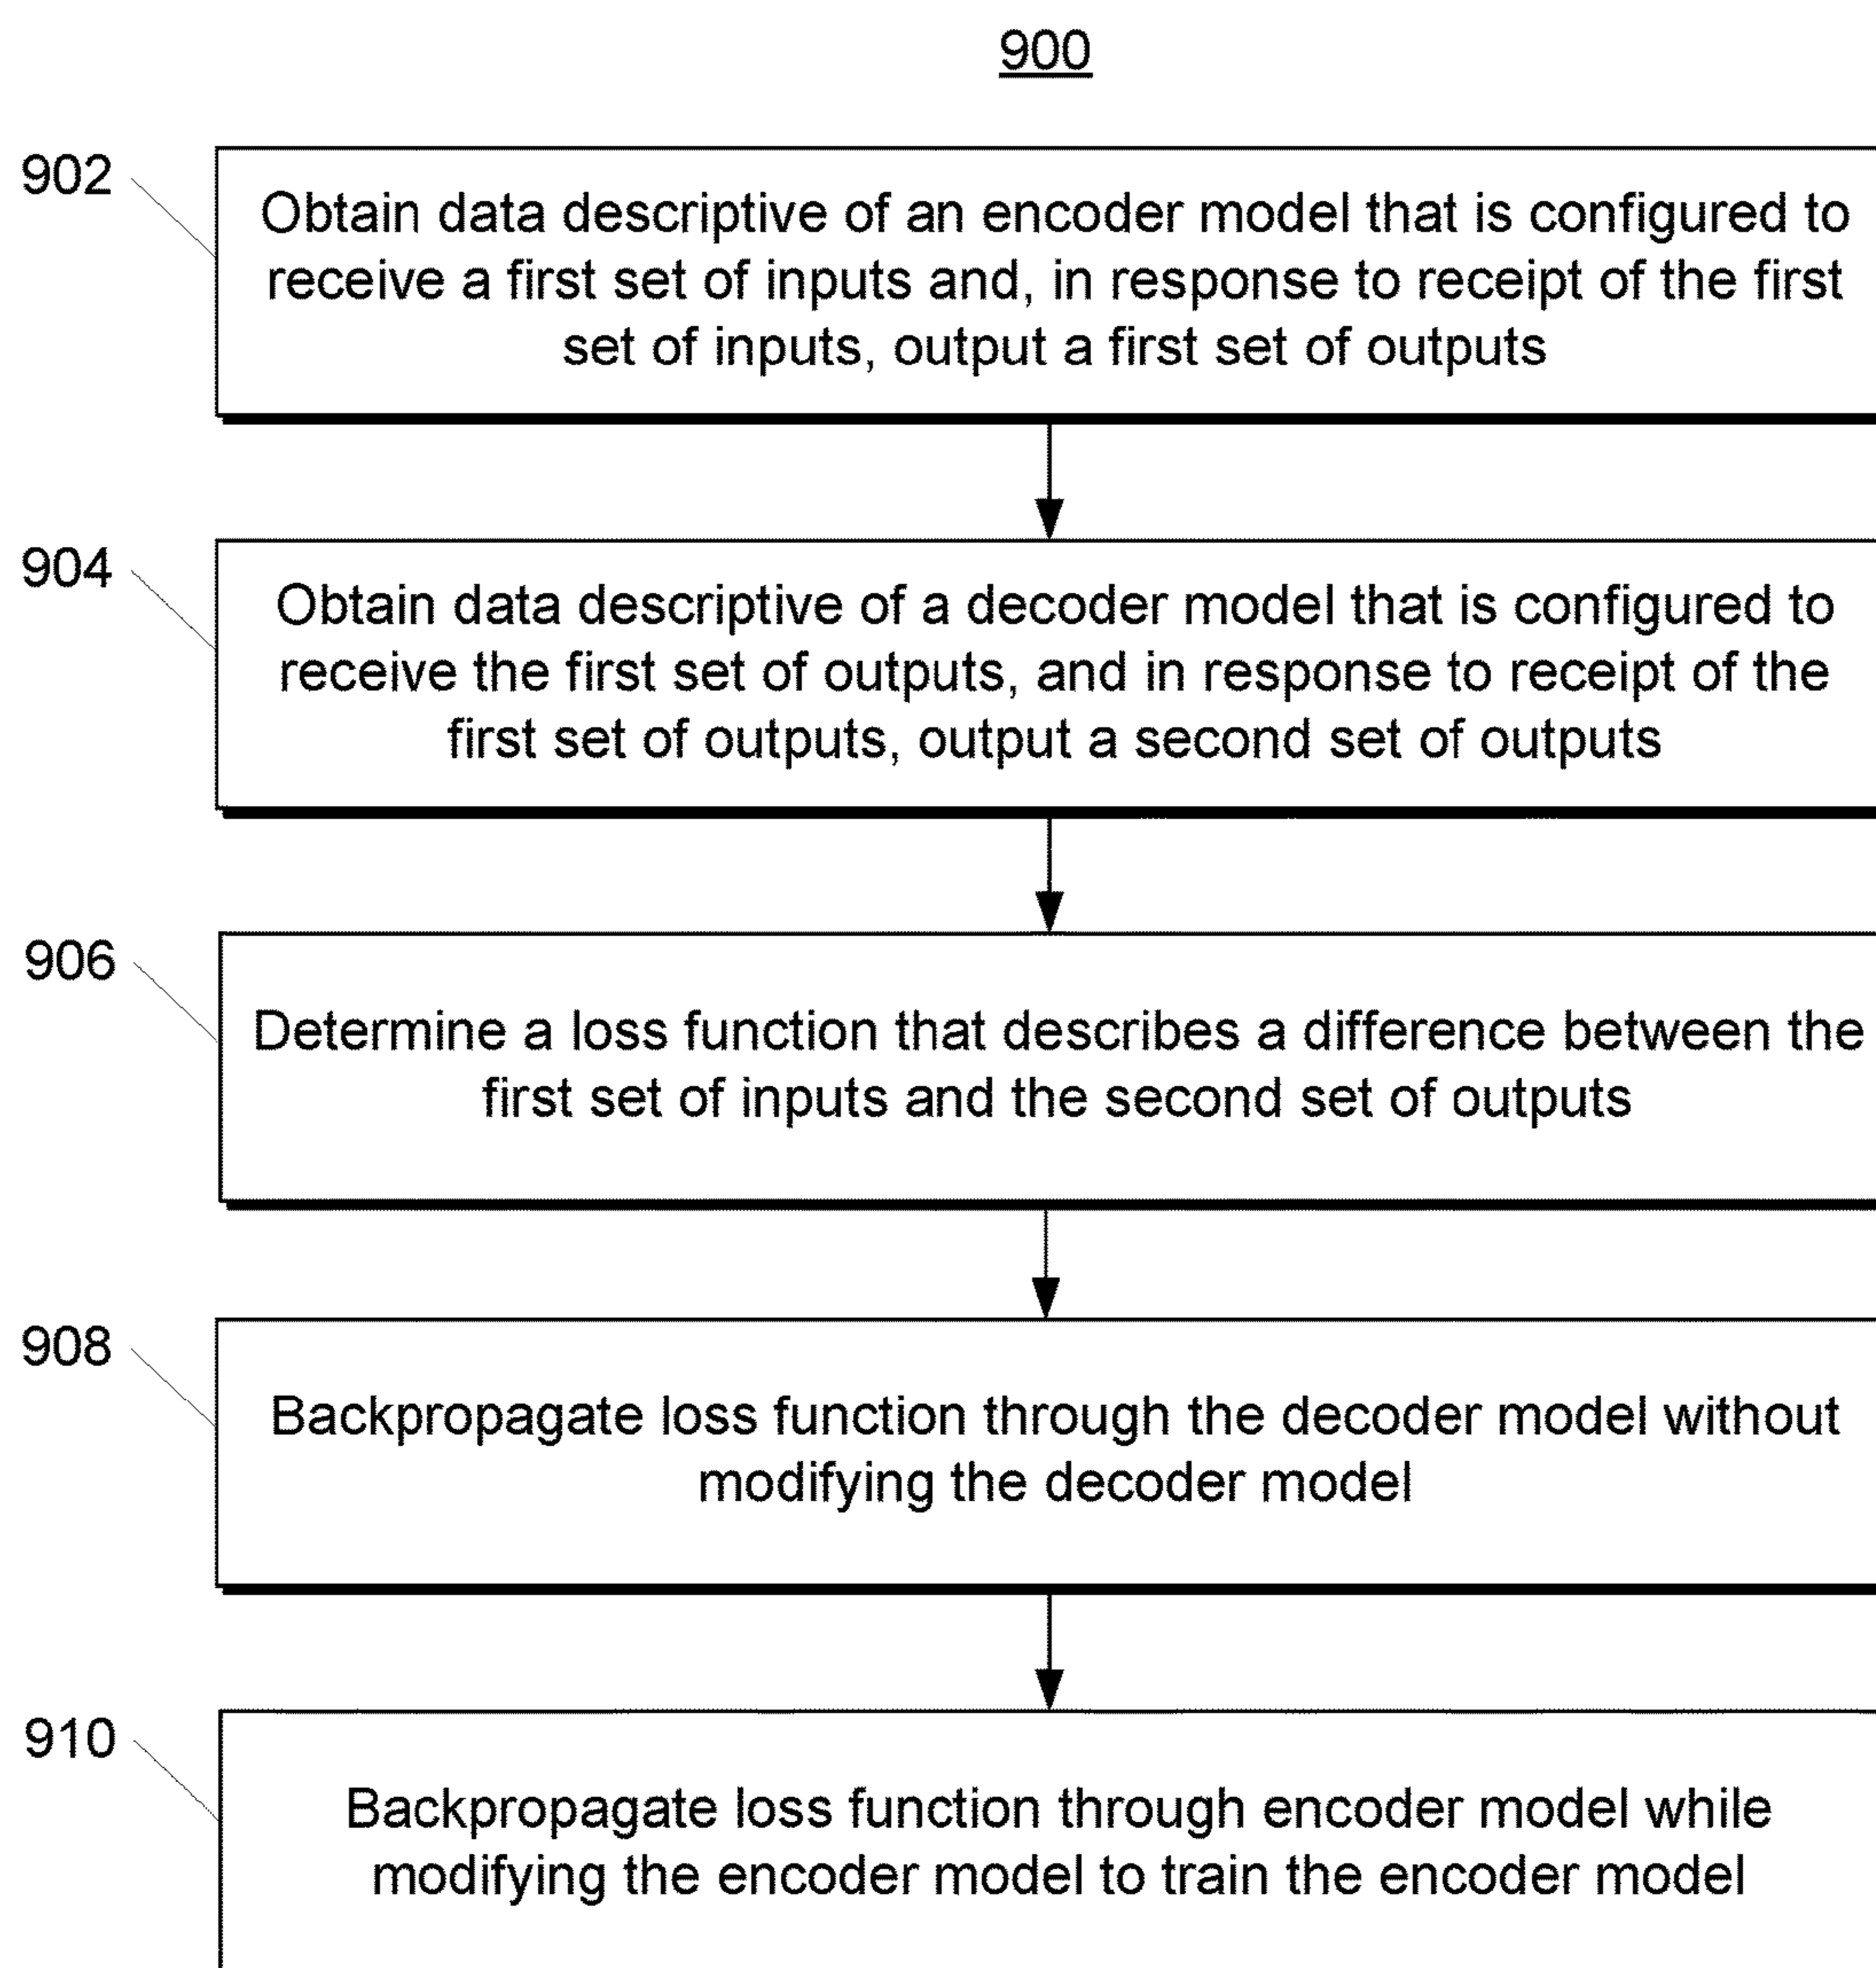 900
902
Obtain data descriptive of an encoder model that is configured to
receive a first set of inputs and, in response to receipt of the first
set of inputs, output a first set of outputs
904
Obtain data descriptive of a decoder model that is configured to
receive the first set of outputs, and in response to receipt of the
first set of outputs, output a second set of outputs
906
Determine a loss function that describes a difference between the
first set of inputs and the second set of outputs
908
Backpropagate loss function through the decoder model without
modifying the decoder model
910
Backpropagate loss function through encoder model while
modifying the encoder model to train the encoder model